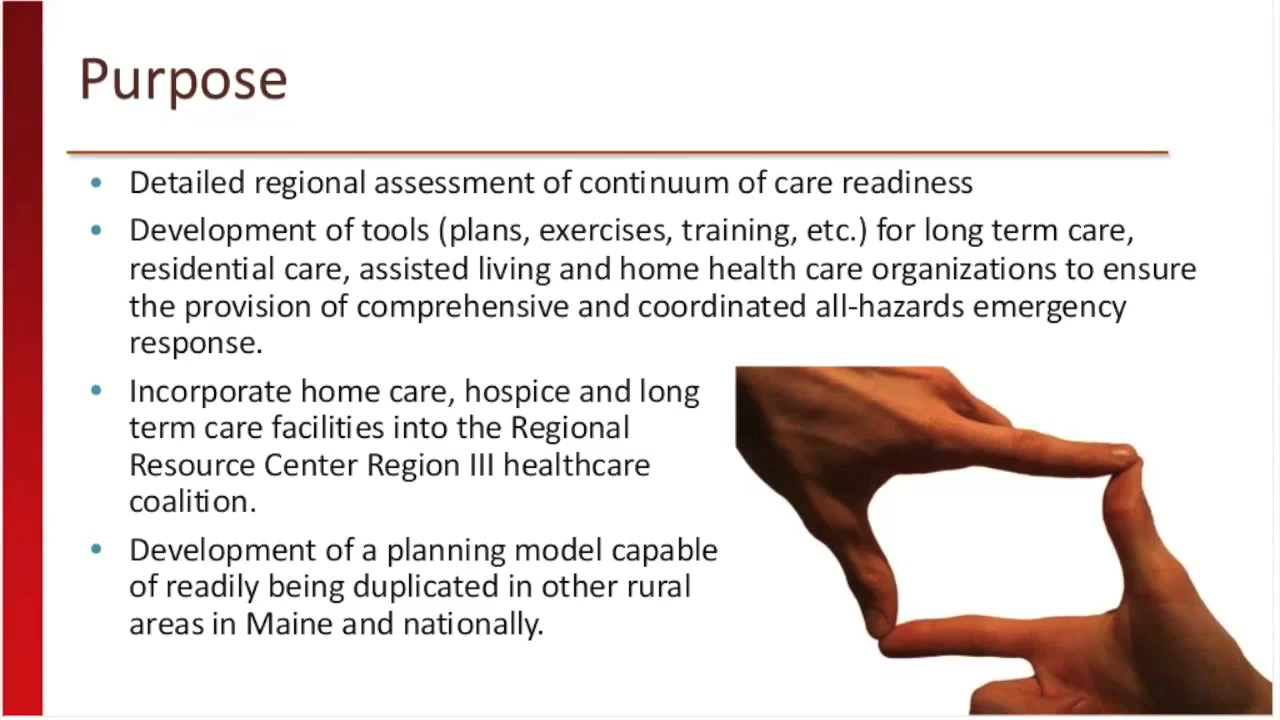 Purpose
• Detailed regional assessment of continuum of care readiness
• Development of tools (plans, exercises, training, etc.) for long term care,
residential care, assisted living and home health care organizations to ensure
the provision of comprehensive and coordinated all-hazards emergency
response.
• Incorporate home care, hospice and long
term care facilities into the Regional
Resource Center Region III healthcare
coalition.
• Development of a planning model capable
of readily being duplicated in other rural
areas in Maine and nationally.